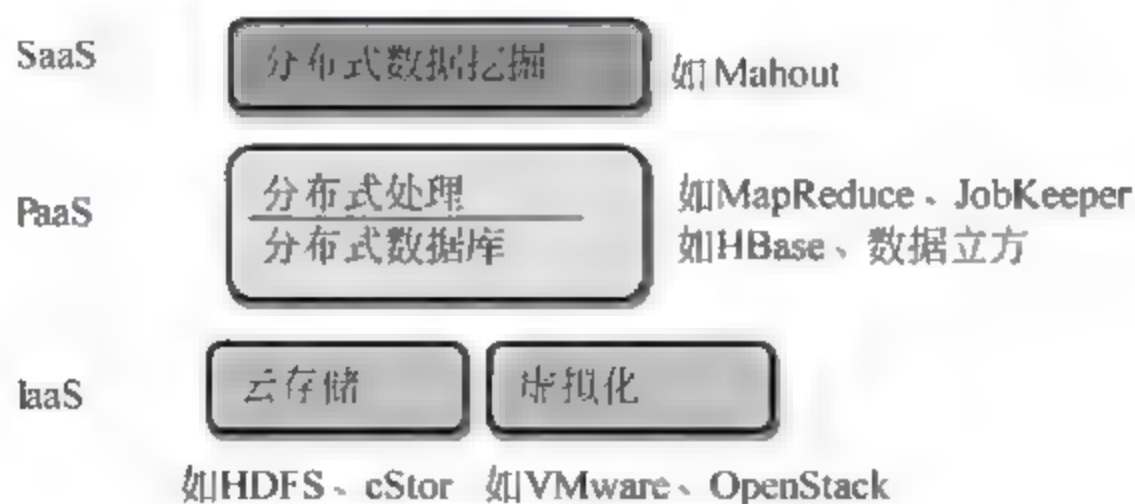 SaaS
分布式数据挖掘
如Mahout
PaaS
分布式处理
如MapReduce、JobKeeper
分布式数据库
如HBase、数据立方
IaaS
云存储
虚拟化
如HDFS、cStor
如VMware、OpenStack